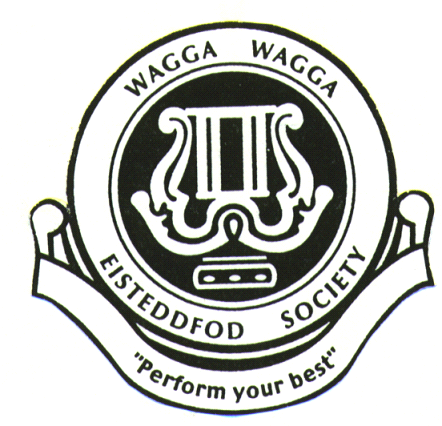 WAGGA WAGGA
EISTEDDFOD SOCIETY
"Perform your best"